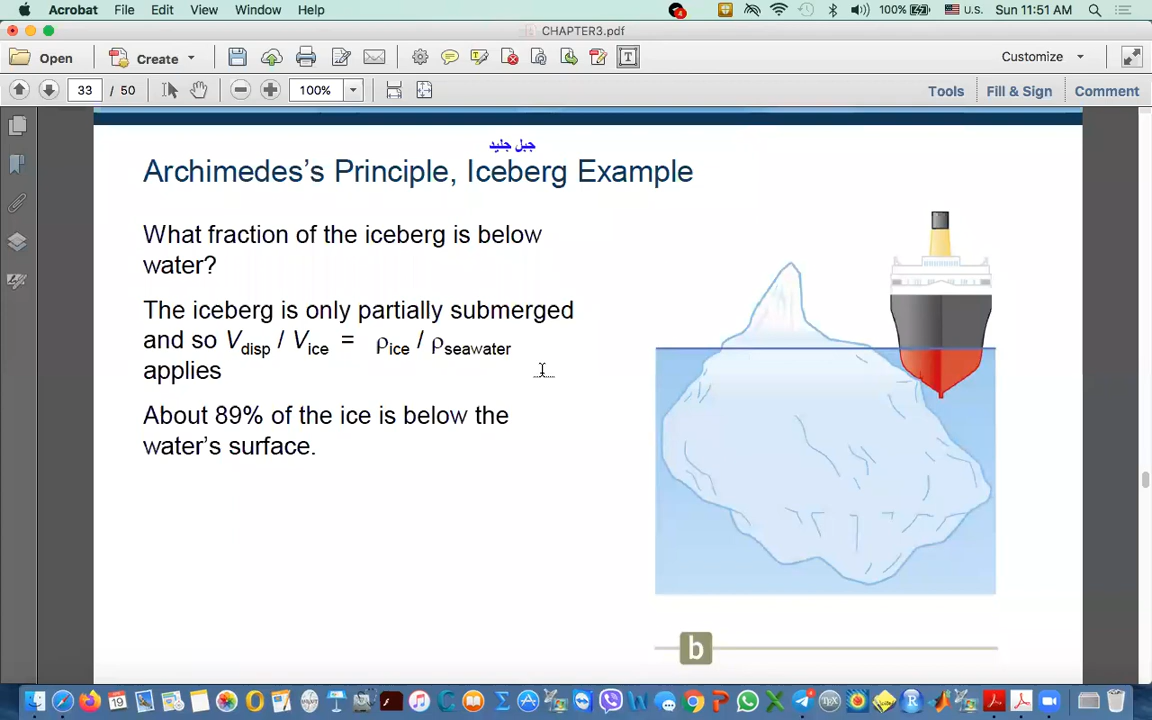 Acrobat File Edit View Window Help 4 100% U.S. Sun 11:51 AM
CHAPTER3.pdf
Open Create Customize
33 / 50 100% Tools Fill & Sign Comment
جبل جليد
Archimedes's Principle, Iceberg Example
What fraction of the iceberg is below
water?
The iceberg is only partially submerged
and so Vdisp / Vice = ρice / ρseawater
applies
About 89% of the ice is below the
water's surface.
b
19